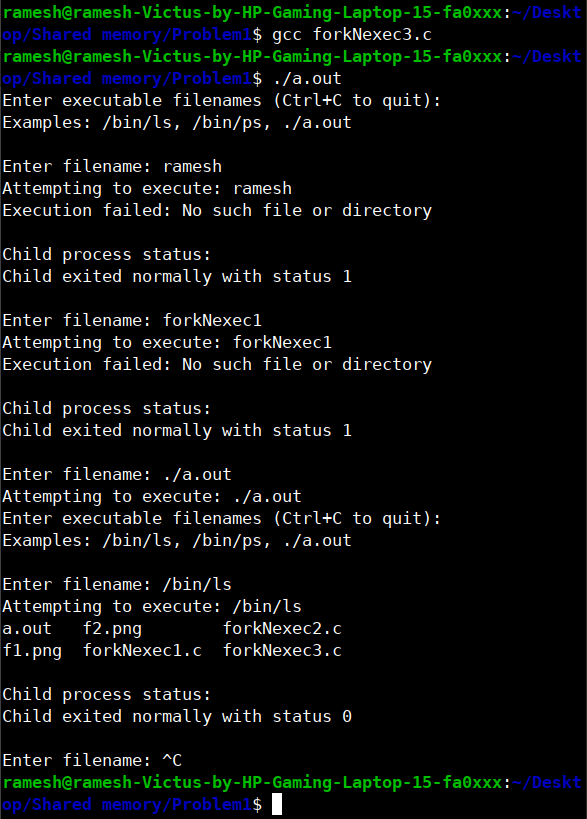 ramesh@ramesh-Victus-by-HP-Gaming-Laptop-15-fa0xxx:~/Deskt
op/Shared memory/Problem1$ gcc forkNexec3.c
ramesh@ramesh-Victus-by-HP-Gaming-Laptop-15-fa0xxx:~/Deskt
op/Shared memory/Problem1$ ./a.out
Enter executable filenames (Ctrl+C to quit):
Examples: /bin/ls, /bin/ps, ./a.out
Enter filename: ramesh
Attempting to execute: ramesh
Execution failed: No such file or directory
Child process status:
Child exited normally with status 1
Enter filename: forkNexec1
Attempting to execute: forkNexec1
Execution failed: No such file or directory
Child process status:
Child exited normally with status 1
Enter filename: ./a.out
Attempting to execute: ./a.out
Enter executable filenames (Ctrl+C to quit):
Examples: /bin/ls, /bin/ps, ./a.out
Enter filename: /bin/ls
Attempting to execute: /bin/ls
a.out   f2.png        forkNexec2.c
f1.png  forkNexec1.c  forkNexec3.c
Child process status:
Child exited normally with status 0
Enter filename: ^C
ramesh@ramesh-Victus-by-HP-Gaming-Laptop-15-fa0xxx:~/Deskt
op/Shared memory/Problem1$